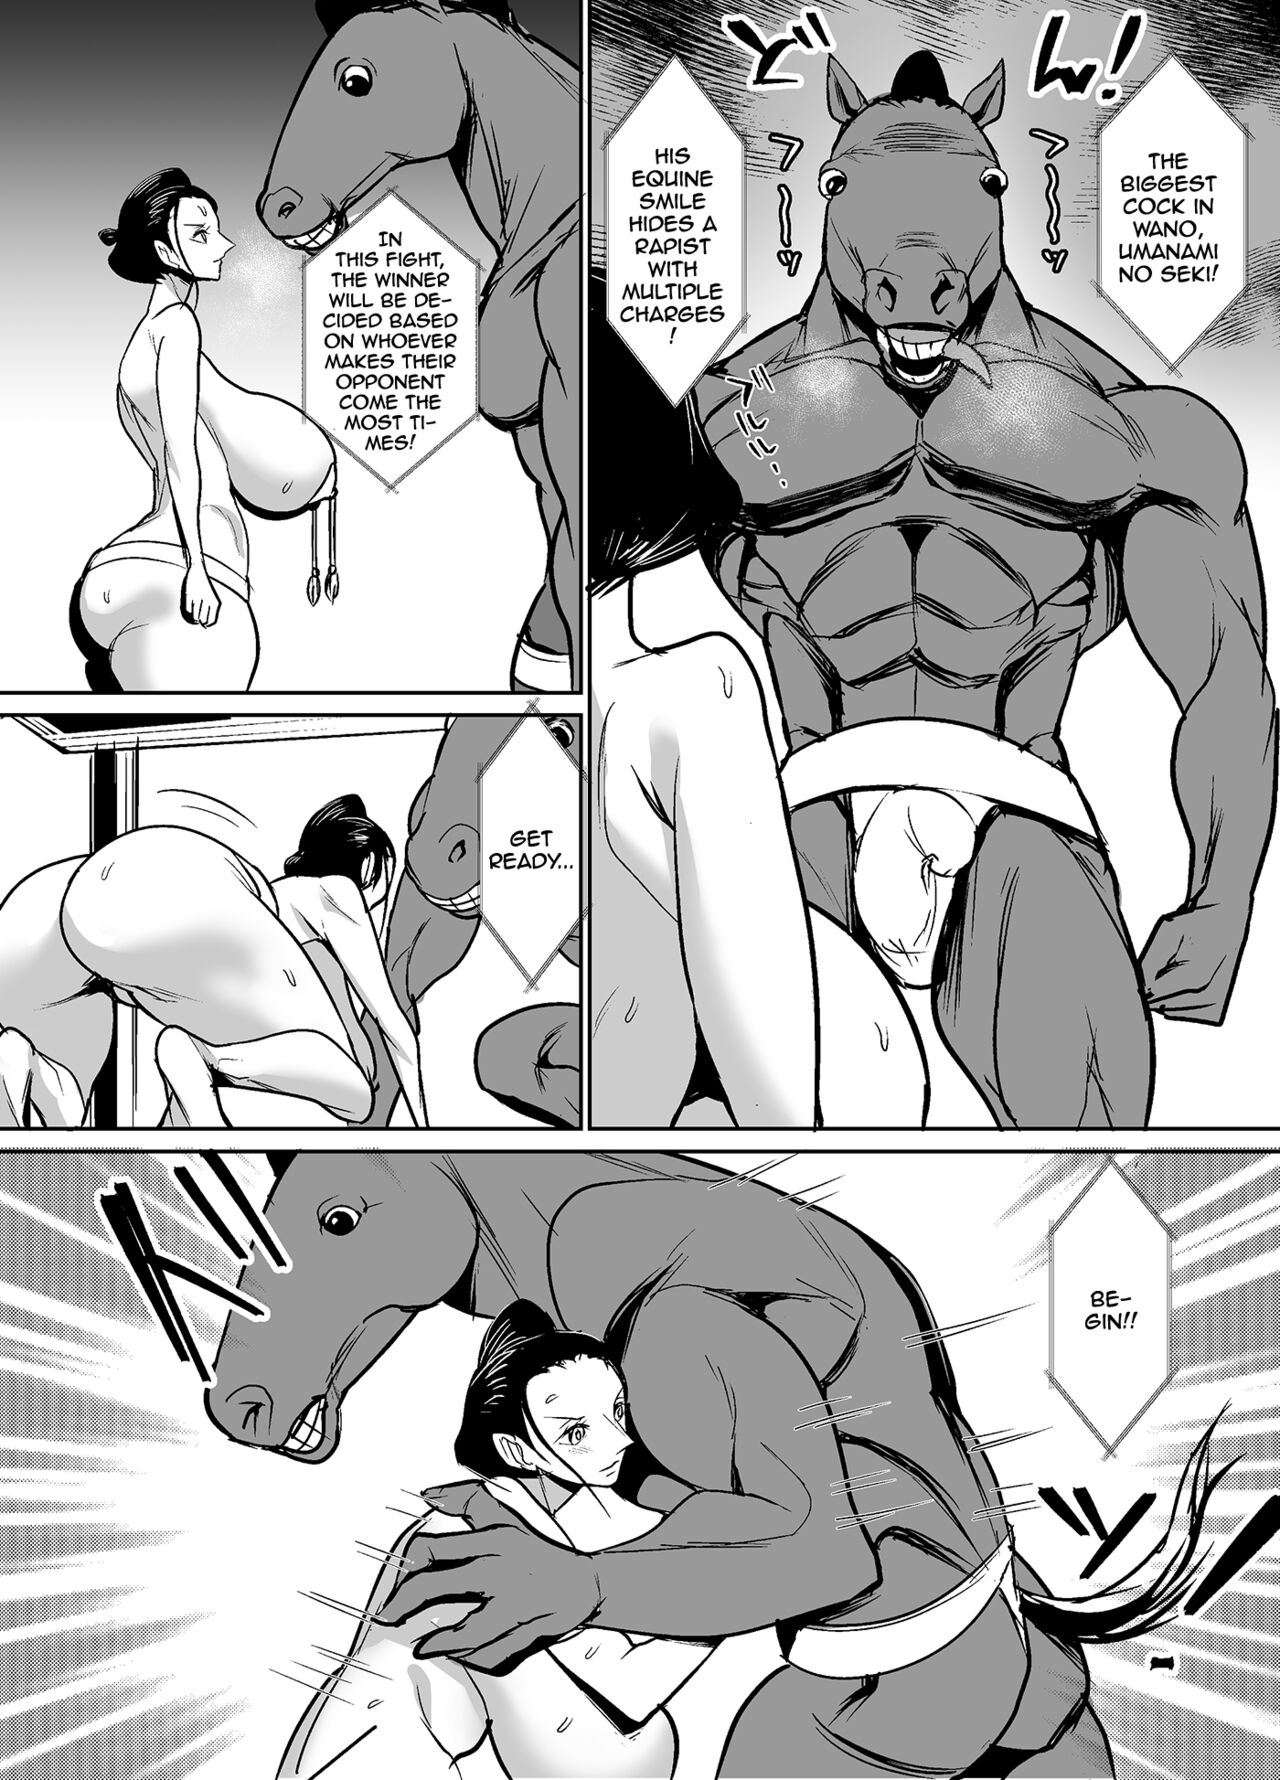 ど
ん!
THE
BIGGEST
COCK IN
WANO,
UMANAMI
NO SEKI!
HIS
EQUINE
SMILE HIDES A
RAPIST
WITH
MULTIPLE
CHARGES
!
IN
THIS FIGHT,
THE WINNER
WILL BE DE-
CIDED BASED
ON WHOEVER
MAKES THEIR
OPPONENT
COME THE
MOST TI-
MES!
GET
READY...
BE-
GIN!!